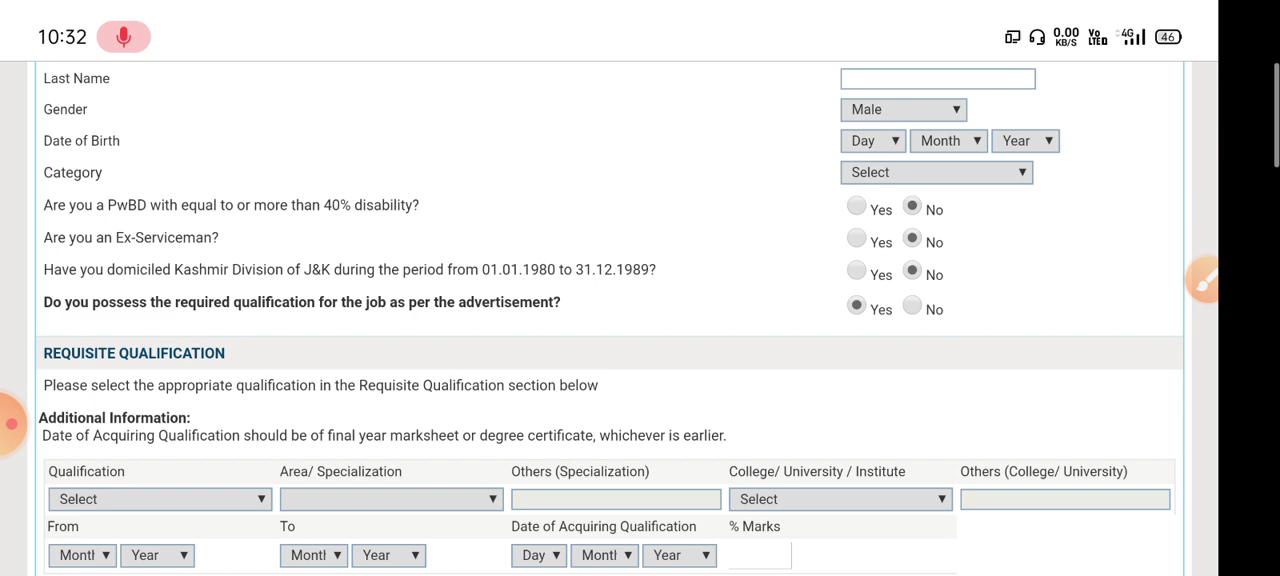 10:32 0.00 KB/S Vo LTE 4G 46
Last Name
Gender Male
Date of Birth Day Month Year
Category Select
Are you a PwBD with equal to or more than 40% disability? Yes No
Are you an Ex-Serviceman? Yes No
Have you domiciled Kashmir Division of J&K during the period from 01.01.1980 to 31.12.1989? Yes No
Do you possess the required qualification for the job as per the advertisement? Yes No
REQUISITE QUALIFICATION
Please select the appropriate qualification in the Requisite Qualification section below
Additional Information:
Date of Acquiring Qualification should be of final year marksheet or degree certificate, whichever is earlier.
Qualification Area/ Specialization Others (Specialization) College/ University / Institute Others (College/ University)
Select Select
From To Date of Acquiring Qualification % Marks
Month Year Month Year Day Month Year